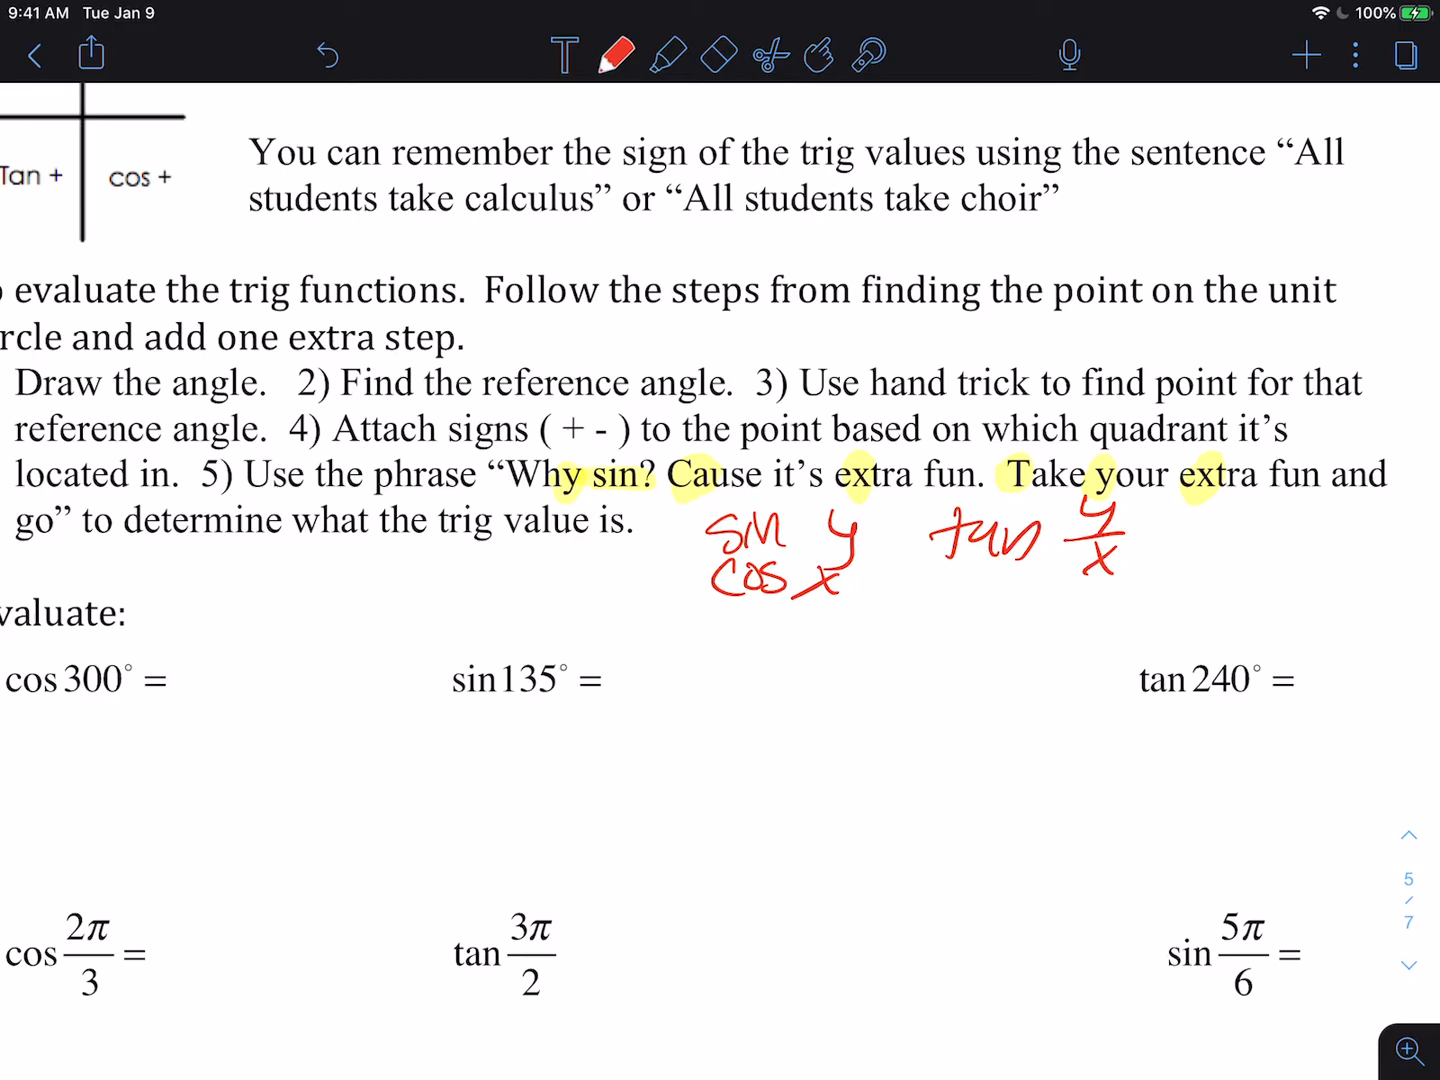 9:41 AM Tue Jan 9
100%
Tan + cos +
You can remember the sign of the trig values using the sentence “All
students take calculus” or “All students take choir”
evaluate the trig functions. Follow the steps from finding the point on the unit
rcle and add one extra step.
Draw the angle. 2) Find the reference angle. 3) Use hand trick to find point for that
reference angle. 4) Attach signs ( + - ) to the point based on which quadrant it’s
located in. 5) Use the phrase “Why sin? Cause it’s extra fun. Take your extra fun and
go” to determine what the trig value is.
sin y tan y/x
cos x
valuate:
cos 300° = sin 135° = tan 240° =
cos 2π/3 = tan 3π/2 sin 5π/6 =
5
/
7